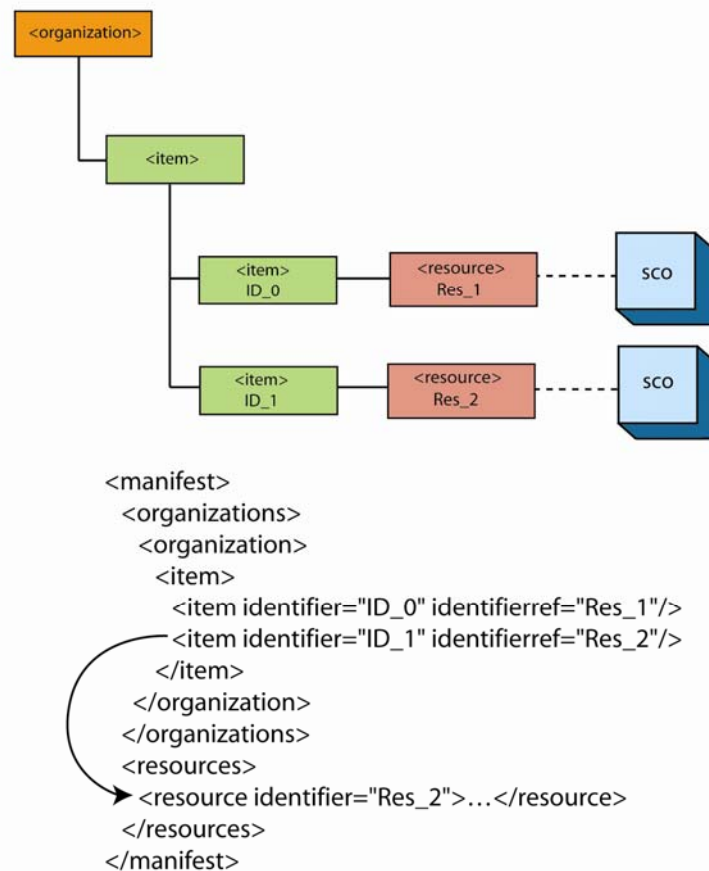 <organization>
<item>
<item>
ID_0
<resource>
Res_1
SCO
<item>
ID_1
<resource>
Res_2
SCO
<manifest>
<organizations>
<organization>
<item>
<item identifier="ID_0" identifierref="Res_1"/>
<item identifier="ID_1" identifierref="Res_2"/>
</item>
</organization>
</organizations>
<resources>
<resource identifier="Res_2">…</resource>
</resources>
</manifest>